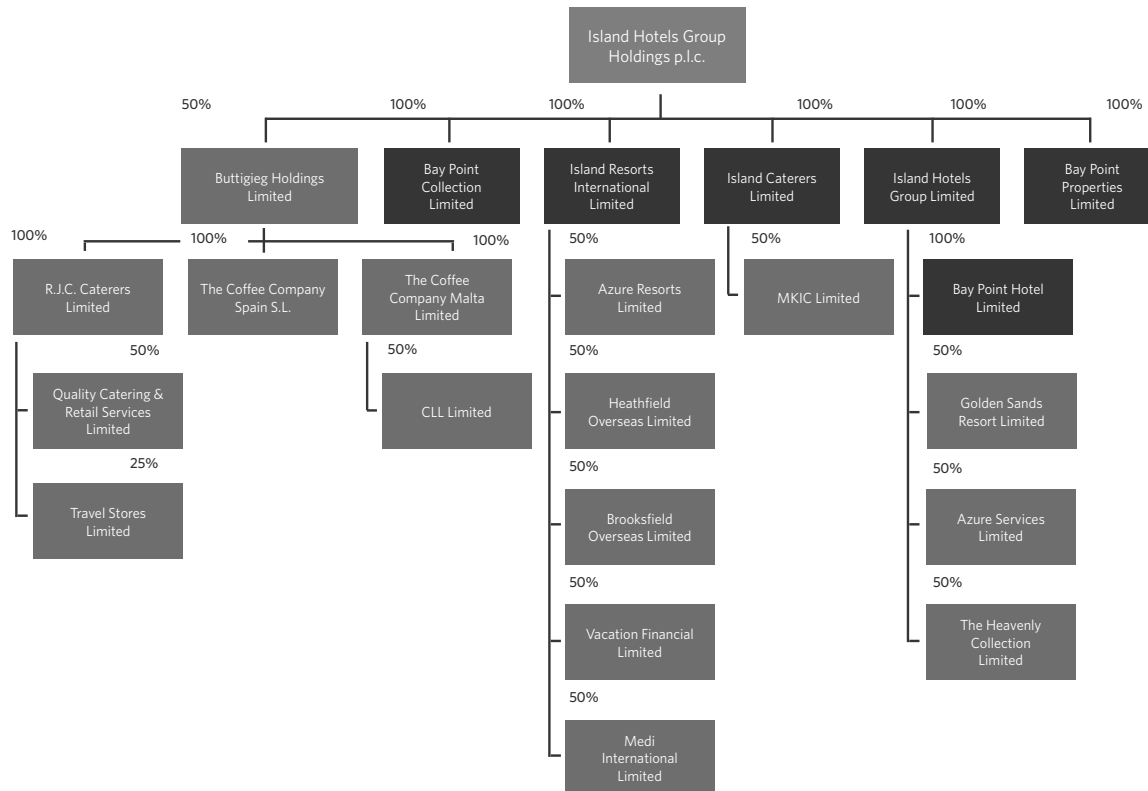 Island Hotels Group
Holdings p.l.c.
50%
100%
100%
100%
100%
100%
Buttigieg Holdings
Limited
Bay Point
Collection
Limited
Island Resorts
International
Limited
Island Caterers
Limited
Island Hotels
Group Limited
Bay Point
Properties
Limited
100%
100%
100%
50%
50%
100%
R.J.C. Caterers
Limited
The Coffee Company
Spain S.L.
The Coffee
Company Malta
Limited
Azure Resorts
Limited
MKIC Limited
Bay Point Hotel
Limited
50%
50%
50%
50%
Quality Catering &
Retail Services
Limited
CLL Limited
Heathfield
Overseas Limited
Golden Sands
Resort Limited
25%
50%
50%
Travel Stores
Limited
Brooksfield
Overseas Limited
Azure Services
Limited
50%
50%
Vacation Financial
Limited
The Heavenly
Collection
Limited
50%
Medi
International
Limited